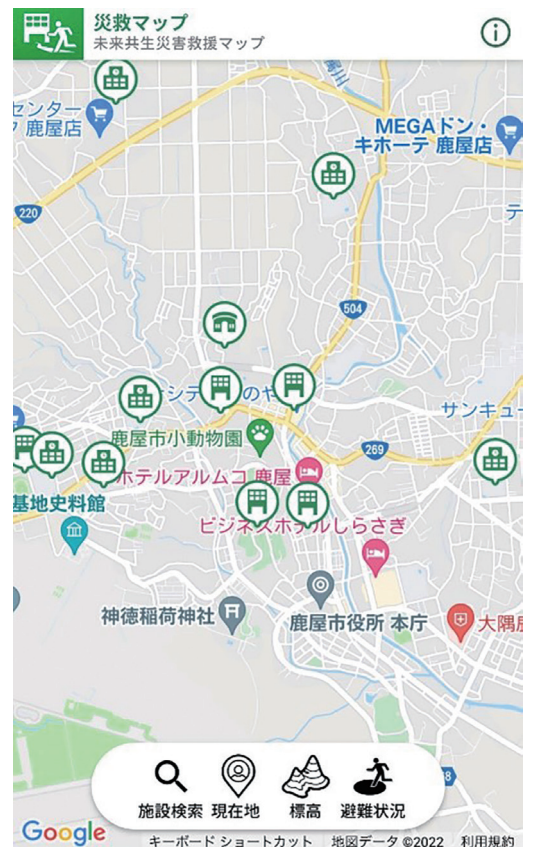 災救マップ
未来共生災害救援マップ
センター
鹿屋店
MEGAドン・
キホーテ 鹿屋店
220
テ
504
シテ
のや
サンキュー
鹿屋市小動物園
269
ホテルアルムコ 鹿屋
基地史料館
ビジネスホテルしらさぎ
神徳稲荷神社
鹿屋市役所 本庁
大隅
施設検索 現在地 標高 避難状況
Google
キーボード ショートカット 地図データ ©2022 利用規約